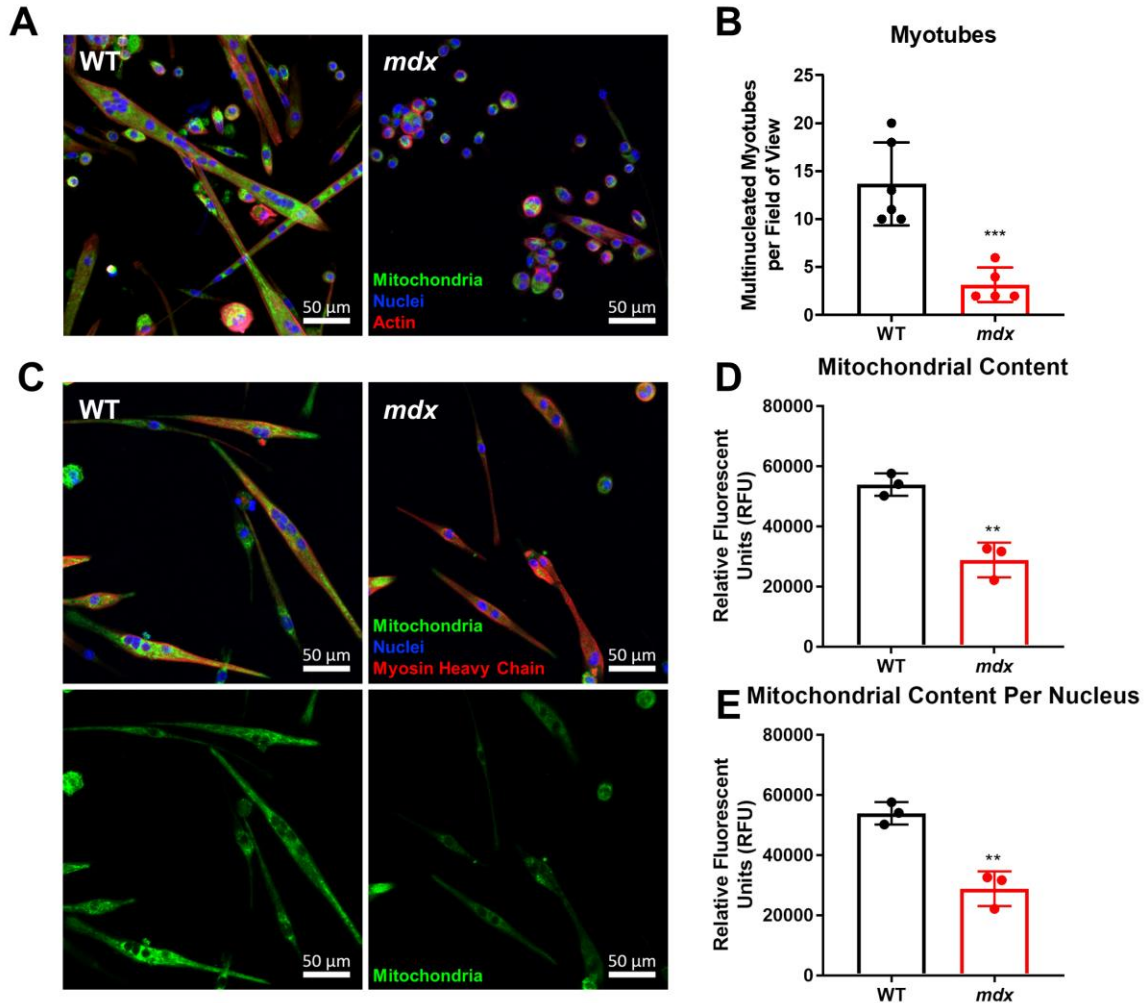 A
WT
50 µm
mdx
Mitochondria
Nuclei
Actin
50 µm
B
Myotubes
Multinucleated Myotubes
per Field of View
25
20
15
10
5
0
***
WT
mdx
C
WT
50 µm
mdx
Mitochondria
Nuclei
Myosin Heavy Chain
50 µm
50 µm
Mitochondria
50 µm
D
Mitochondrial Content
Relative Fluorescent
Units (RFU)
80000
60000
40000
20000
0
**
WT
mdx
E
Mitochondrial Content Per Nucleus
Relative Fluorescent
Units (RFU)
80000
60000
40000
20000
0
**
WT
mdx